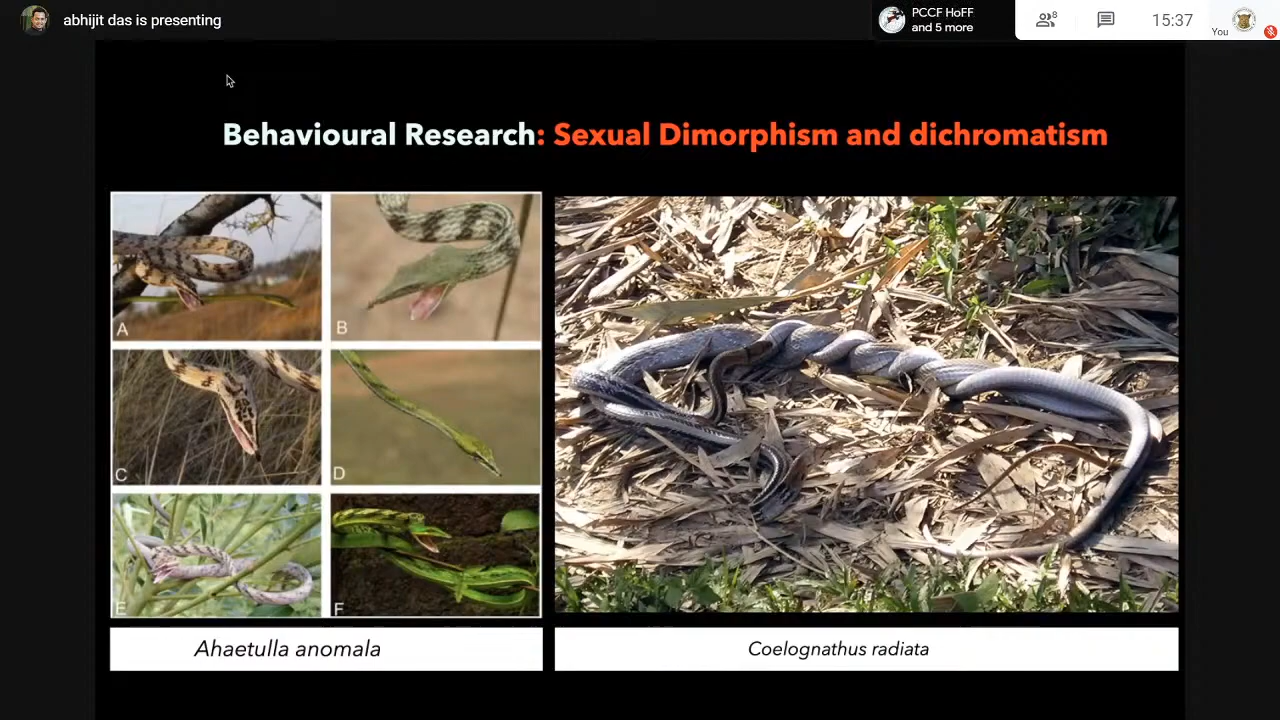 abhijit das is presenting
PCCF HoFF
and 5 more
8
15:37
You
Behavioural Research: Sexual Dimorphism and dichromatism
A
B
C
D
E
F
Ahaetulla anomala
Coelognathus radiata